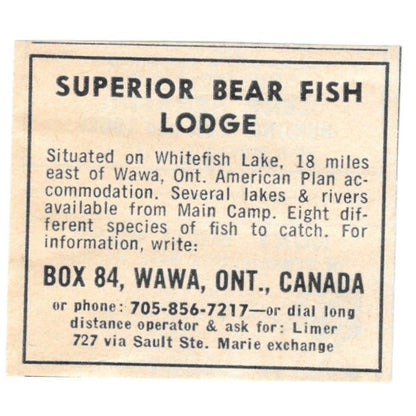 SUPERIOR BEAR FISH
LODGE
Situated on Whitefish Lake, 18 miles
east of Wawa, Ont. American Plan ac-
commodation. Several lakes & rivers
available from Main Camp. Eight dif-
ferent species of fish to catch. For
information, write:
BOX 84, WAWA, ONT., CANADA
or phone: 705-856-7217—or dial long
distance operator & ask for: Limer
727 via Sault Ste. Marie exchange